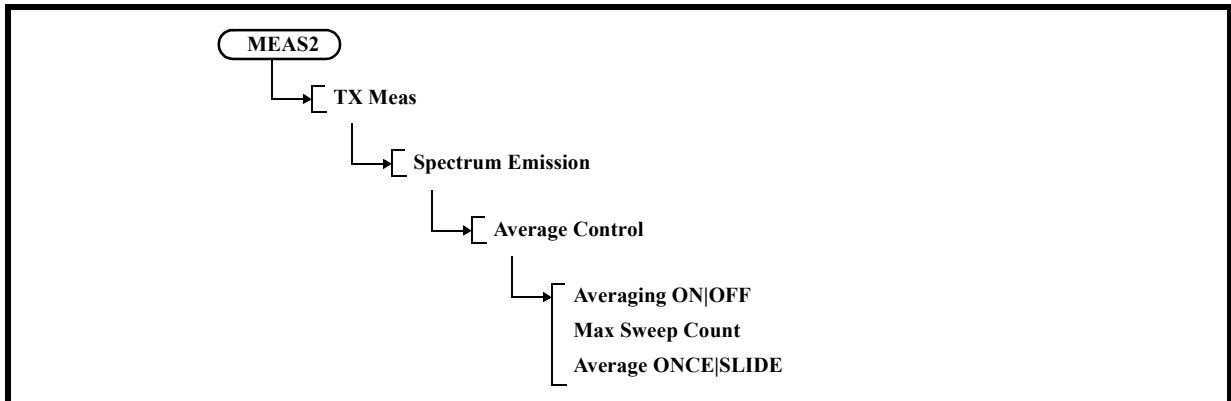 MEAS2
TX Meas
Spectrum Emission
Average Control
Averaging ON|OFF
Max Sweep Count
Average ONCE|SLIDE